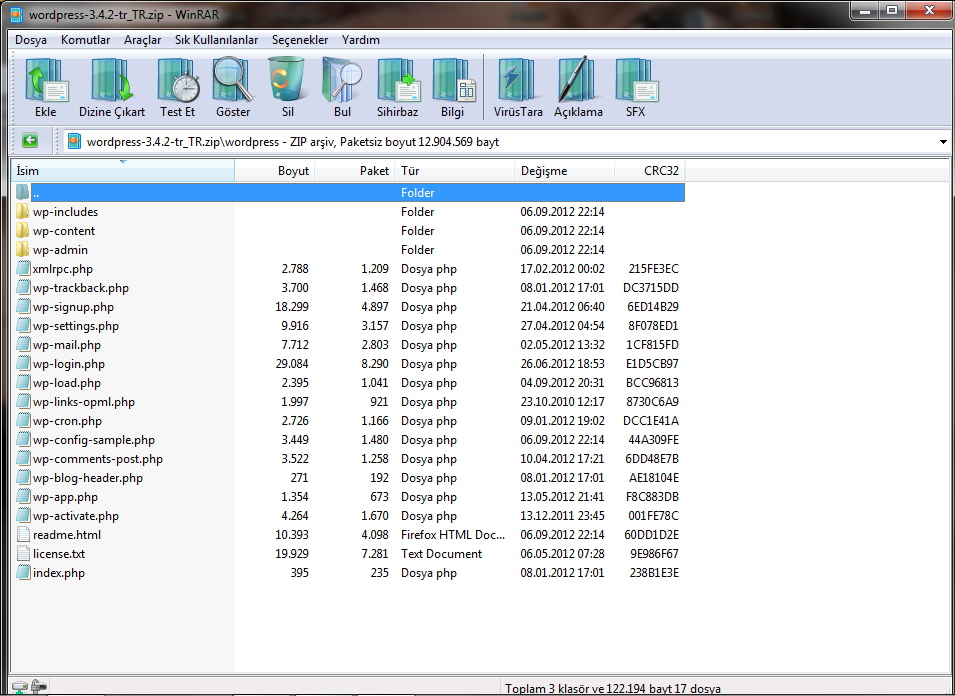 wordpress-3.4.2-tr_TR.zip - WinRAR
Dosya Komutlar Araçlar Sık Kullanılanlar Seçenekler Yardım
Ekle Dizine Çıkart Test Et Göster Sil Bul Sihirbaz Bilgi VirüsTara Açıklama SFX
wordpress-3.4.2-tr_TR.zip\wordpress - ZIP arşiv, Paketsiz boyut 12.904.569 bayt
İsim Boyut Paket Tür Değişme CRC32
.. Folder
wp-includes Folder 06.09.2012 22:14
wp-content Folder 06.09.2012 22:14
wp-admin Folder 06.09.2012 22:14
xmlrpc.php 2.788 1.209 Dosya php 17.02.2012 00:02 215FE3EC
wp-trackback.php 3.700 1.468 Dosya php 08.01.2012 17:01 DC3715DD
wp-signup.php 18.299 4.897 Dosya php 21.04.2012 06:40 6ED14B29
wp-settings.php 9.916 3.157 Dosya php 27.04.2012 04:54 8F078ED1
wp-mail.php 7.712 2.803 Dosya php 02.05.2012 13:32 1CF815FD
wp-login.php 29.084 8.290 Dosya php 26.06.2012 18:53 E1D5CB97
wp-load.php 2.395 1.041 Dosya php 04.09.2012 20:31 BCC96813
wp-links-opml.php 1.997 921 Dosya php 23.10.2010 12:17 8730C6A9
wp-cron.php 2.726 1.166 Dosya php 09.01.2012 19:02 DCC1E41A
wp-config-sample.php 3.449 1.480 Dosya php 06.09.2012 22:14 44A309FE
wp-comments-post.php 3.522 1.258 Dosya php 10.04.2012 17:21 6DD48E7B
wp-blog-header.php 271 192 Dosya php 08.01.2012 17:01 AE18104E
wp-app.php 1.354 673 Dosya php 13.05.2012 21:41 F8C883DB
wp-activate.php 4.264 1.670 Dosya php 13.12.2011 23:45 001FE78C
readme.html 10.393 4.098 Firefox HTML Doc... 06.09.2012 22:14 60DD1D2E
license.txt 19.929 7.281 Text Document 06.05.2012 07:28 9E986F67
index.php 395 235 Dosya php 08.01.2012 17:01 238B1E3E
Toplam 3 klasör ve 122.194 bayt 17 dosya